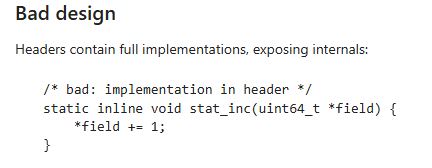 Bad design
Headers contain full implementations, exposing internals:
/* bad: implementation in header */
static inline void stat_inc(uint64_t *field) {
    *field += 1;
}